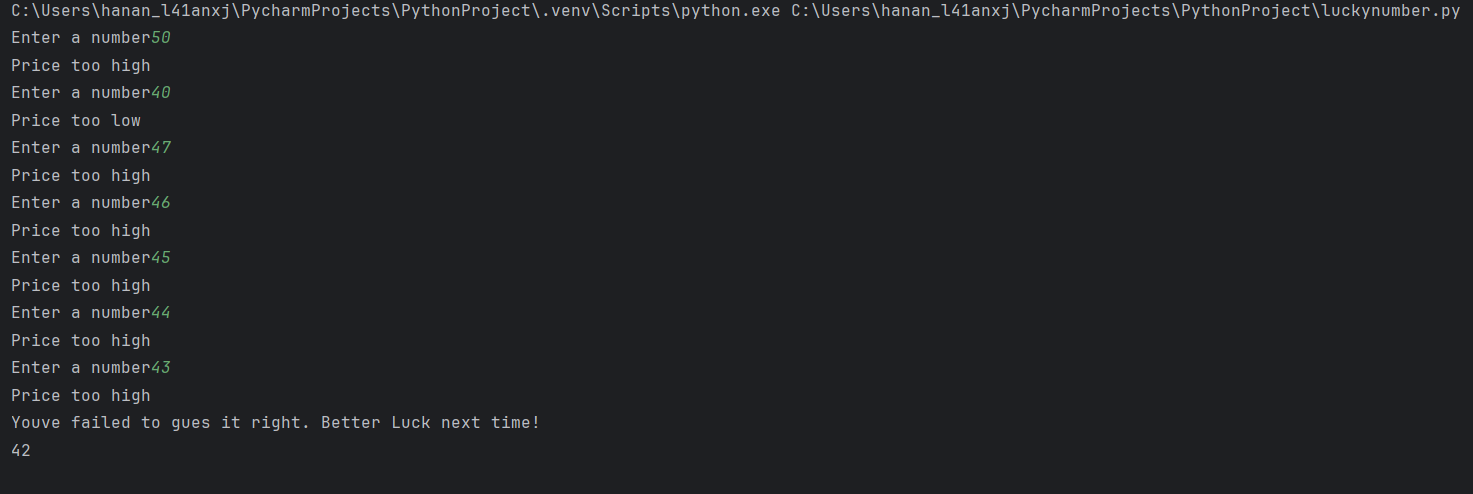 C:\Users\hanan_l41anxj\PycharmProjects\PythonProject\.venv\Scripts\python.exe C:\Users\hanan_l41anxj\PycharmProjects\PythonProject\luckynumber.py
Enter a number50
Price too high
Enter a number40
Price too low
Enter a number47
Price too high
Enter a number46
Price too high
Enter a number45
Price too high
Enter a number44
Price too high
Enter a number43
Price too high
Youve failed to gues it right. Better Luck next time!
42